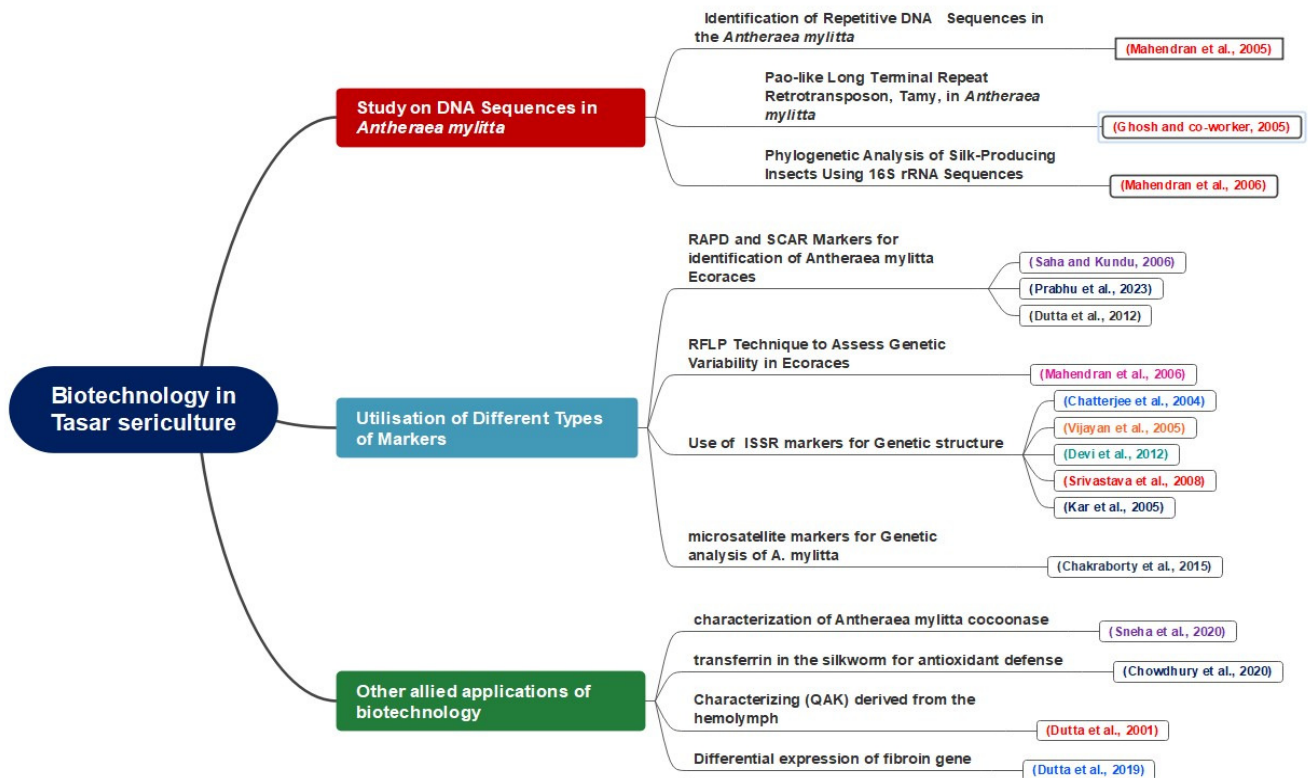 Biotechnology in
Tasar sericulture
Study on DNA Sequences in
Antheraea mylitta
Identification of Repetitive DNA Sequences in
the Antheraea mylitta
(Mahendran et al., 2005)
Pao-like Long Terminal Repeat
Retrotransposon, Tamy, in Antheraea
mylitta
(Ghosh and co-worker, 2005)
Phylogenetic Analysis of Silk-Producing
Insects Using 16S rRNA Sequences
(Mahendran et al., 2006)
Utilisation of Different Types
of Markers
RAPD and SCAR Markers for
identification of Antheraea mylitta
Ecoraces
(Saha and Kundu, 2006)
(Prabhu et al., 2023)
(Dutta et al., 2012)
RFLP Technique to Assess Genetic
Variability in Ecoraces
(Mahendran et al., 2006)
Use of ISSR markers for Genetic structure
(Chatterjee et al., 2004)
(Vijayan et al., 2005)
(Devi et al., 2012)
(Srivastava et al., 2008)
(Kar et al., 2005)
microsatellite markers for Genetic
analysis of A. mylitta
(Chakraborty et al., 2015)
Other allied applications of
biotechnology
characterization of Antheraea mylitta cocoonase
(Sneha et al., 2020)
transferrin in the silkworm for antioxidant defense
(Chowdhury et al., 2020)
Characterizing (QAK) derived from the
hemolymph
(Dutta et al., 2001)
Differential expression of fibroin gene
(Dutta et al., 2019)